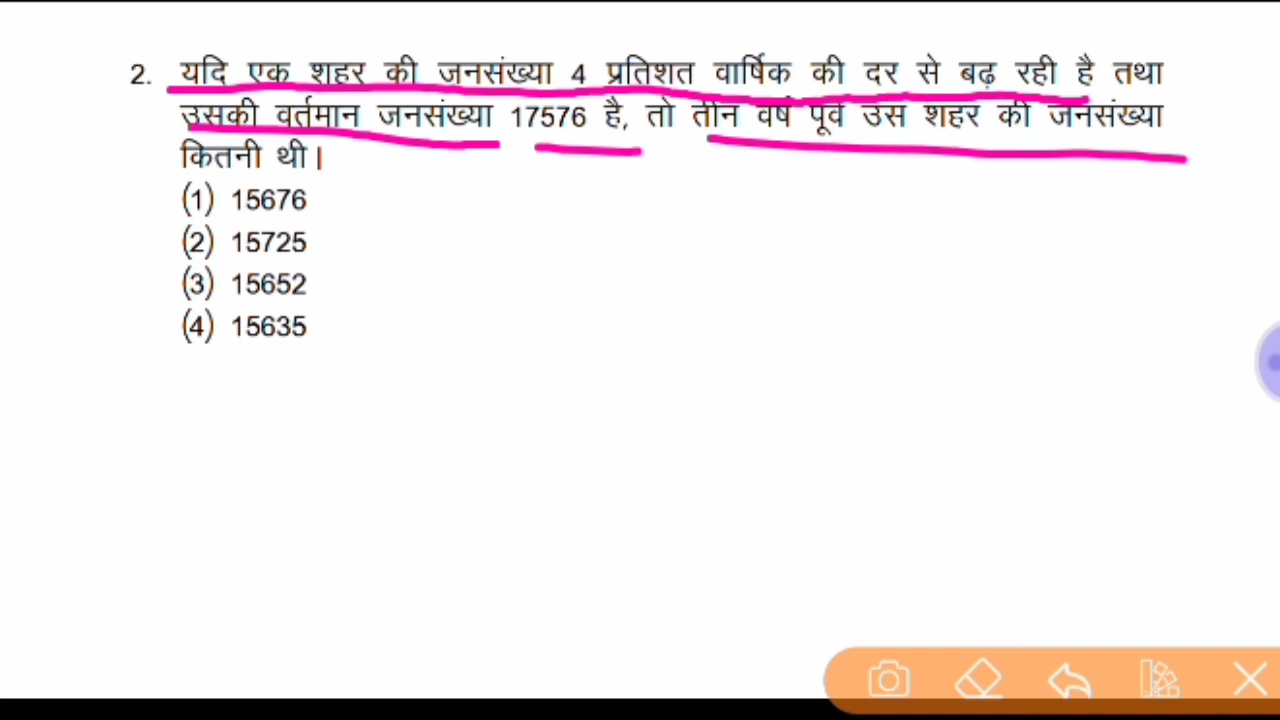 2. यदि एक शहर की जनसंख्या 4 प्रतिशत वार्षिक की दर से बढ़ रही है तथा
उसकी वर्तमान जनसंख्या 17576 है, तो तीन वर्ष पूर्व उस शहर की जनसंख्या
कितनी थी।
(1) 15676
(2) 15725
(3) 15652
(4) 15635